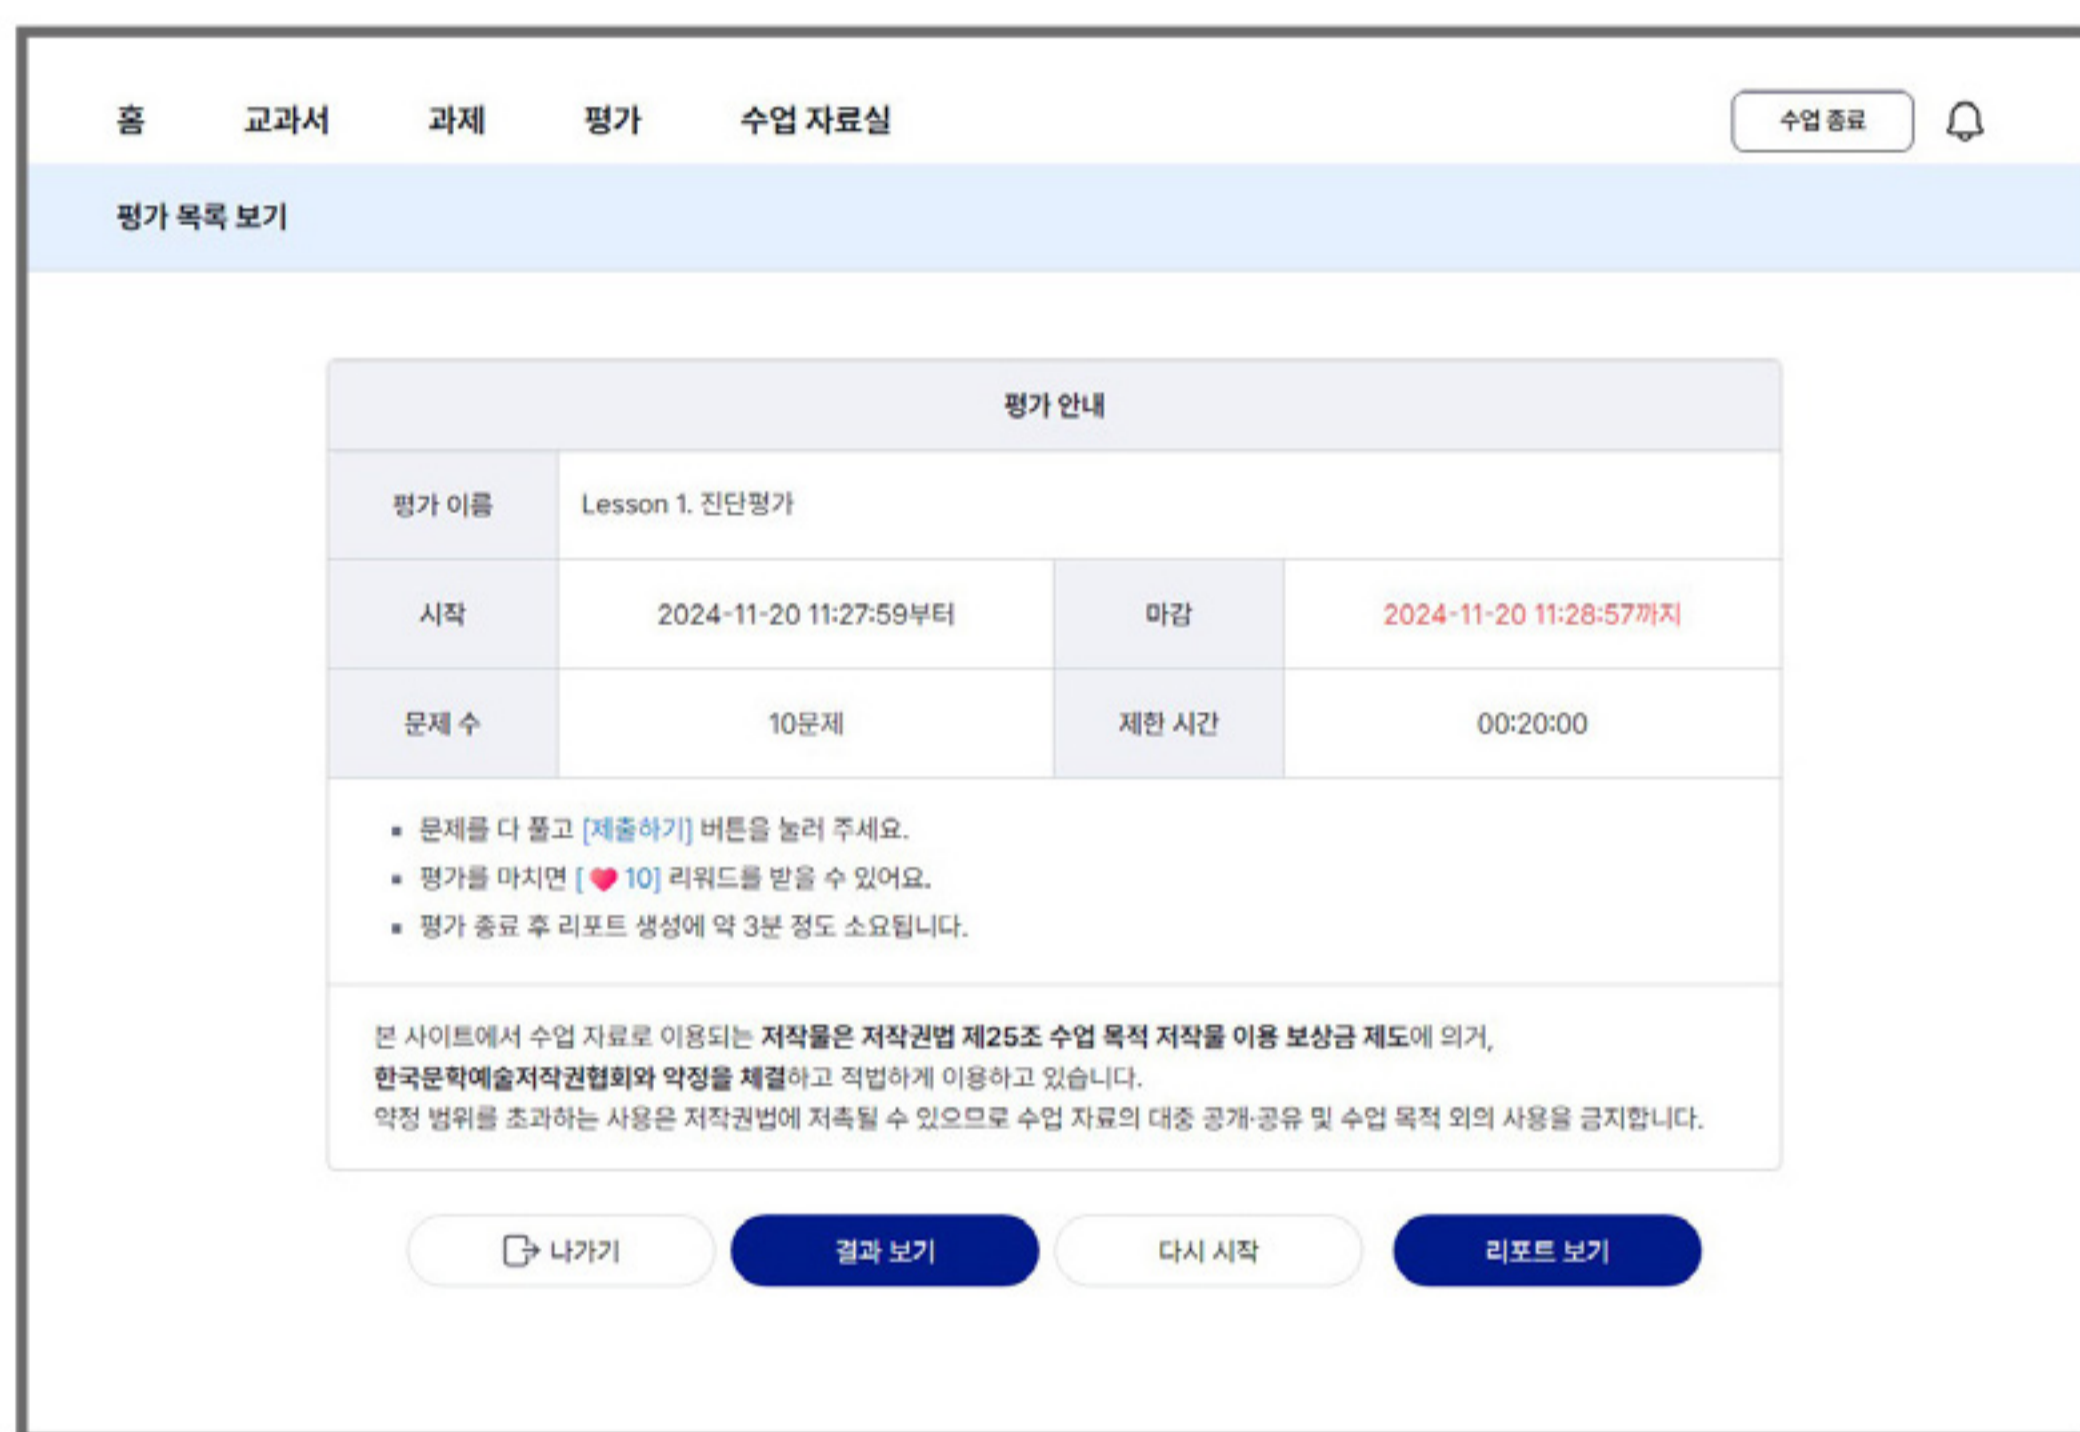 홈 교과서 과제 평가 수업 자료실 수업 종료
평가 목록 보기
평가 안내
평가 이름 Lesson 1. 진단평가
시작 2024-11-20 11:27:59부터 마감 2024-11-20 11:28:57까지
문제 수 10문제 제한 시간 00:20:00
▪ 문제를 다 풀고 [제출하기] 버튼을 눌러 주세요.
▪ 평가를 마치면 [ ❤ 10] 리워드를 받을 수 있어요.
▪ 평가 종료 후 리포트 생성에 약 3분 정도 소요됩니다.
본 사이트에서 수업 자료로 이용되는 저작물은 저작권법 제25조 수업 목적 저작물 이용 보상금 제도에 의거,
한국문학예술저작권협회와 약정을 체결하고 적법하게 이용하고 있습니다.
약정 범위를 초과하는 사용은 저작권법에 저촉될 수 있으므로 수업 자료의 대중 공개·공유 및 수업 목적 외의 사용을 금지합니다.
나가기 결과 보기 다시 시작 리포트 보기